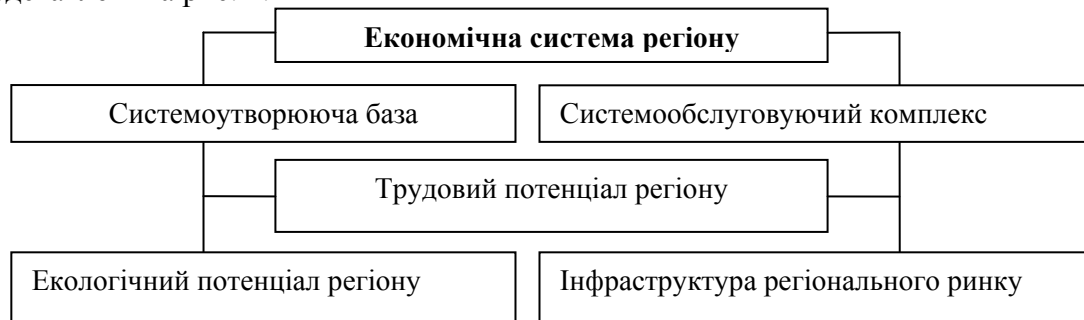 Економічна система регіону
Системоутворююча база
Системообслуговуючий комплекс
Трудовий потенціал регіону
Екологічний потенціал регіону
Інфраструктура регіонального ринку